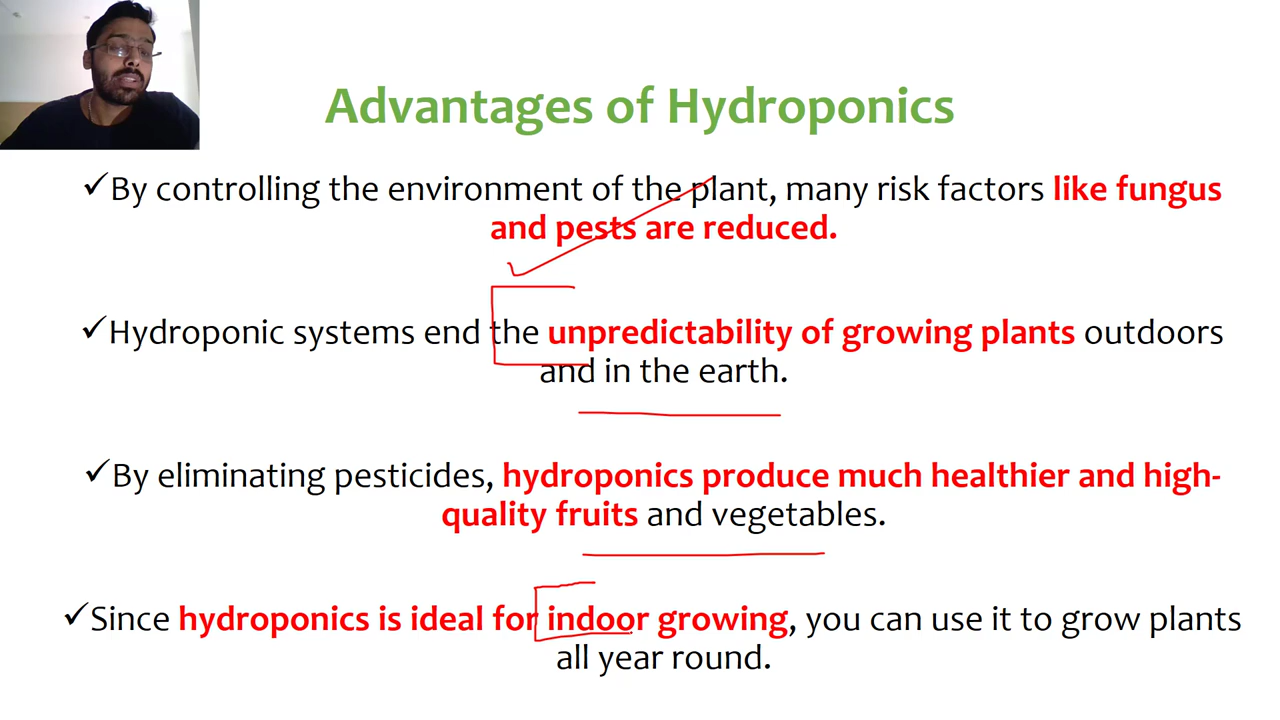 Advantages of Hydroponics
✓By controlling the environment of the plant, many risk factors like fungus
and pests are reduced.
✓Hydroponic systems end the unpredictability of growing plants outdoors
and in the earth.
✓By eliminating pesticides, hydroponics produce much healthier and high-
quality fruits and vegetables.
✓Since hydroponics is ideal for indoor growing, you can use it to grow plants
all year round.